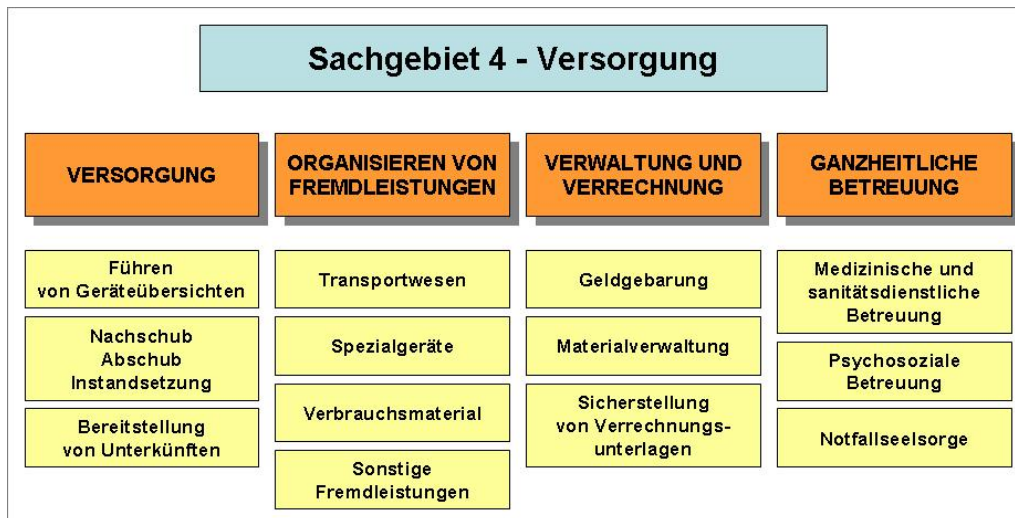 Sachgebiet 4 - Versorgung
VERSORGUNG
Führen
von Geräteübersichten
Nachschub
Abschub
Instandsetzung
Bereitstellung
von Unterkünften
ORGANISIEREN VON
FREMDLEISTUNGEN
Transportwesen
Spezialgeräte
Verbrauchsmaterial
Sonstige
Fremdleistungen
VERWALTUNG UND
VERRECHNUNG
Geldgebarung
Materialverwaltung
Sicherstellung
von Verrechnungs-
unterlagen
GANZHEITLICHE
BETREUUNG
Medizinische und
sanitätsdienstliche
Betreuung
Psychosoziale
Betreuung
Notfallseelsorge